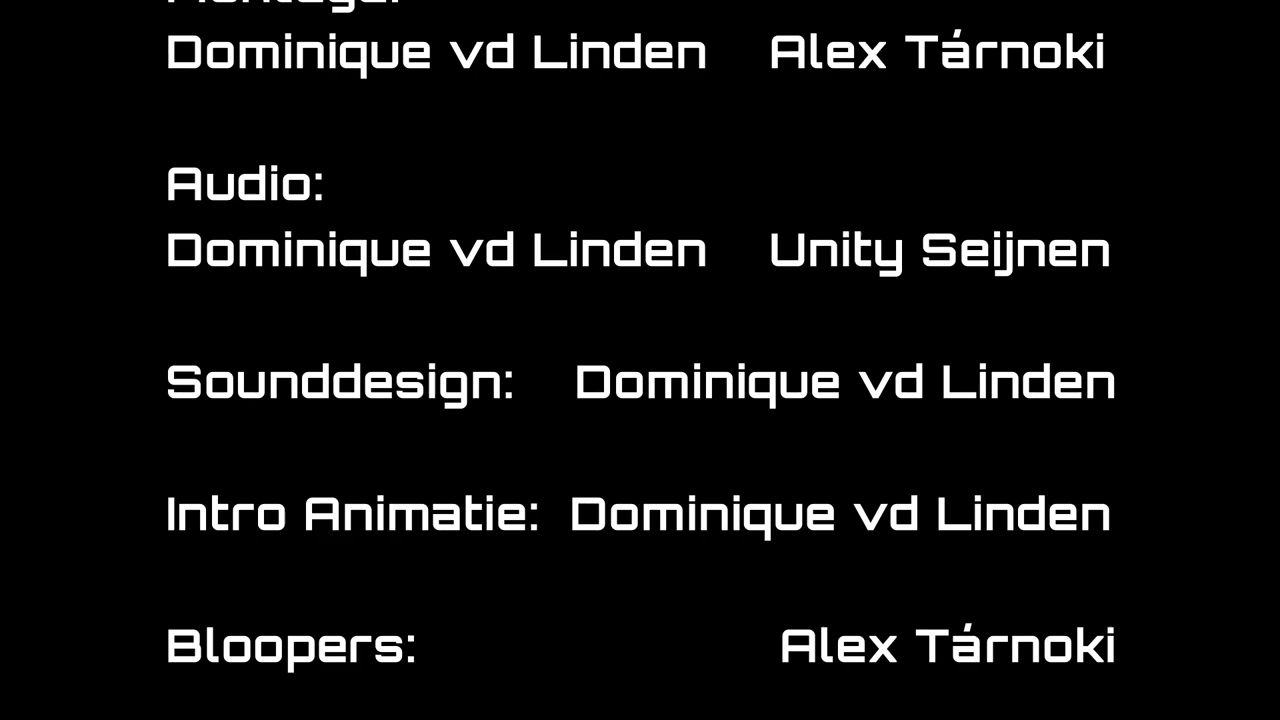 Dominique vd Linden Alex Tárnoki
Audio:
Dominique vd Linden Unity Seijnen
Sounddesign: Dominique vd Linden
Intro Animatie: Dominique vd Linden
Bloopers: Alex Tárnoki